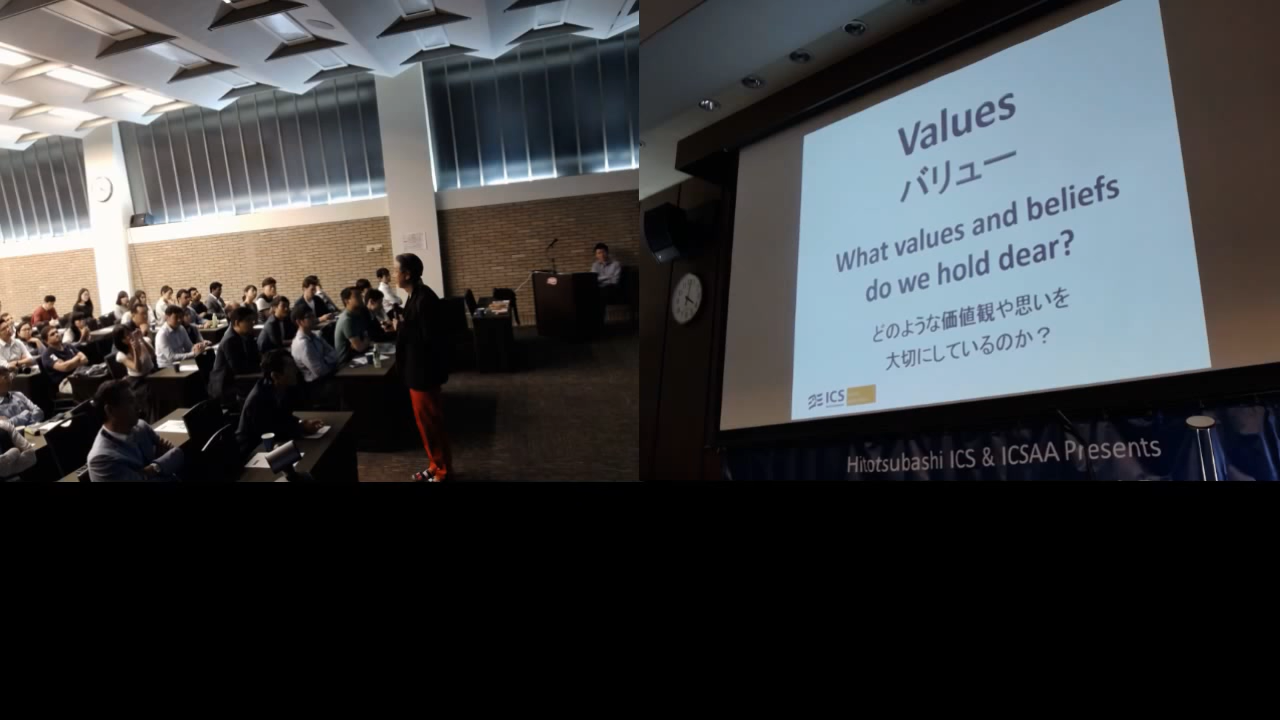 Values
バリュー
What values and beliefs
do we hold dear?
どのような価値観や思いを
大切にしているのか？
ICS
Hitotsubashi ICS & ICSAA Presents